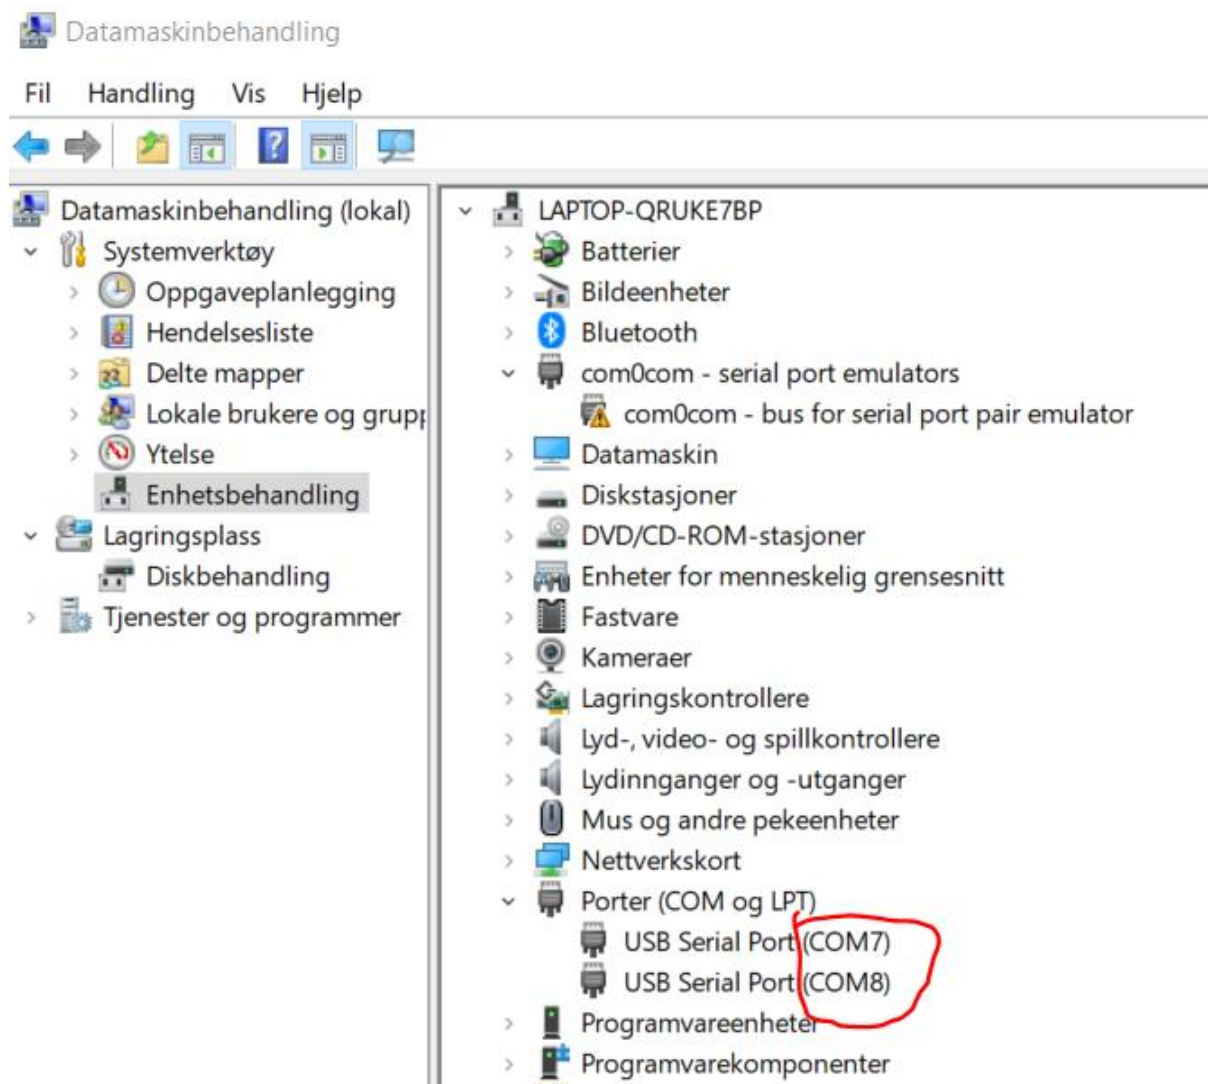 Datamaskinbehandling
Fil Handling Vis Hjelp
Datamaskinbehandling (lokal)
Systemverktøy
Oppgaveplanlegging
Hendelsesliste
Delte mapper
Lokale brukere og grupp
Ytelse
Enhetsbehandling
Lagringsplass
Diskbehandling
Tjenester og programmer
LAPTOP-QRUKE7BP
Batterier
Bildeenheter
Bluetooth
com0com - serial port emulators
com0com - bus for serial port pair emulator
Datamaskin
Diskstasjoner
DVD/CD-ROM-stasjoner
Enheter for menneskelig grensesnitt
Fastvare
Kameraer
Lagringskontrollere
Lyd-, video- og spillkontrollere
Lydinnganger og -utganger
Mus og andre pekeenheter
Nettverkskort
Porter (COM og LPT)
USB Serial Port (COM7)
USB Serial Port (COM8)
Programvareenheter
Programvarekomponenter